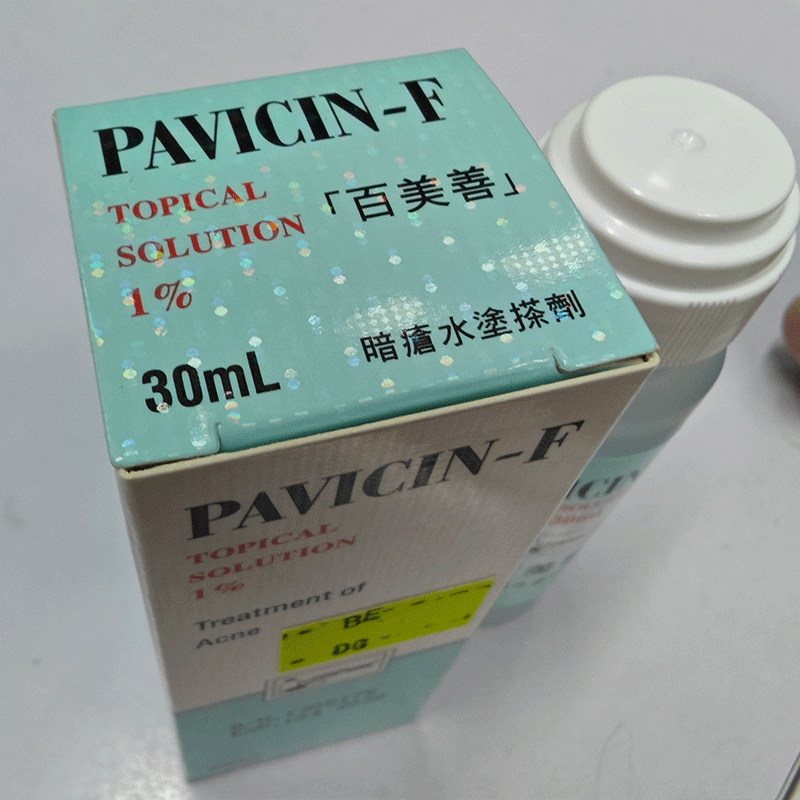 PAVICIN-F
TOPICAL
SOLUTION
1%
「百美善」
30mL
暗瘡水塗搽劑
PAVICIN-F
TOPICAL
SOLUTION
1%
Treatment of
Acne
BE-
DG